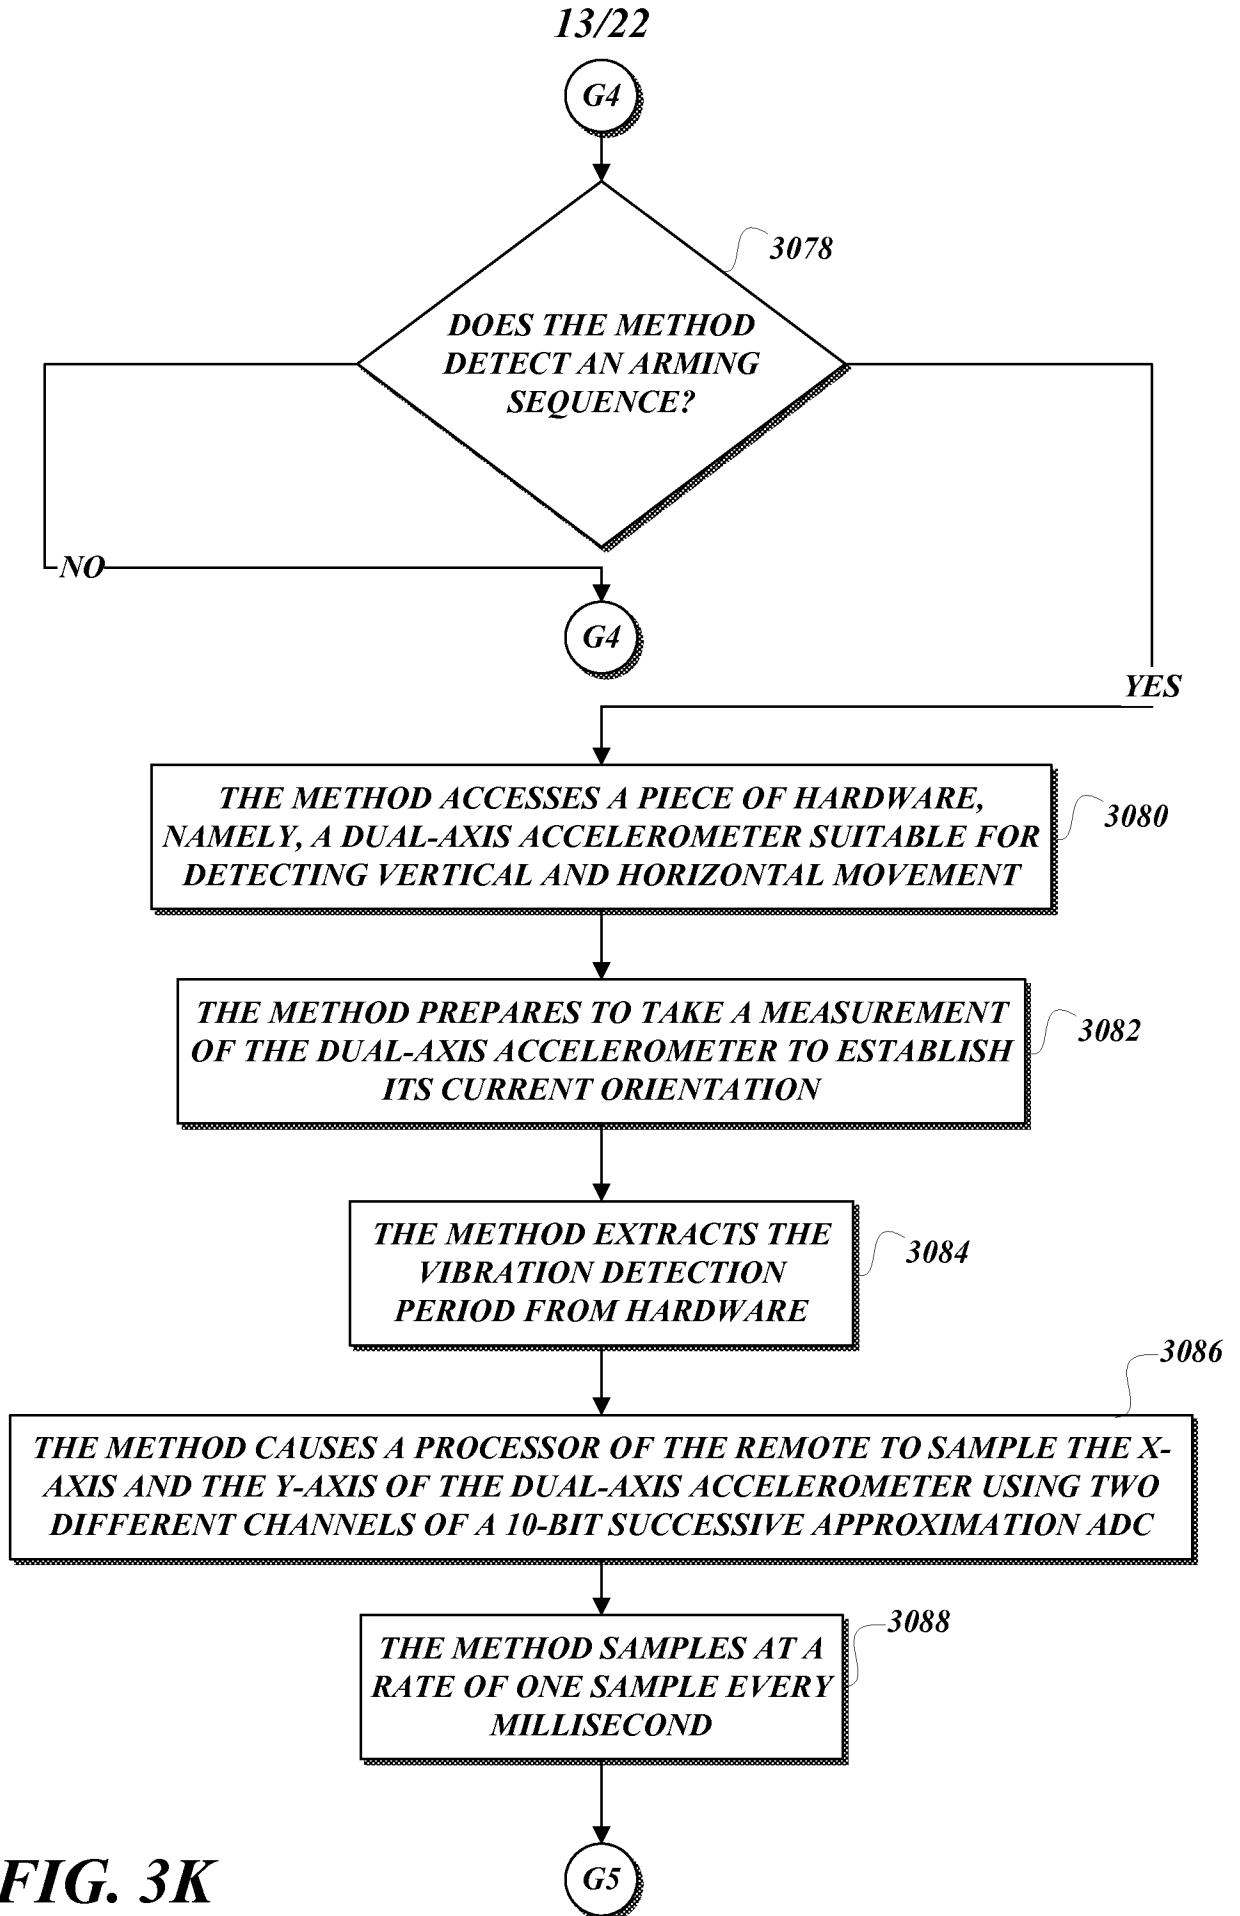 13/22
G4
3078
DOES THE METHOD
DETECT AN ARMING
SEQUENCE?
NO
G4
YES
THE METHOD ACCESSES A PIECE OF HARDWARE,
NAMELY, A DUAL-AXIS ACCELEROMETER SUITABLE FOR
DETECTING VERTICAL AND HORIZONTAL MOVEMENT
3080
THE METHOD PREPARES TO TAKE A MEASUREMENT
OF THE DUAL-AXIS ACCELEROMETER TO ESTABLISH
ITS CURRENT ORIENTATION
3082
THE METHOD EXTRACTS THE
VIBRATION DETECTION
PERIOD FROM HARDWARE
3084
3086
THE METHOD CAUSES A PROCESSOR OF THE REMOTE TO SAMPLE THE X-
AXIS AND THE Y-AXIS OF THE DUAL-AXIS ACCELEROMETER USING TWO
DIFFERENT CHANNELS OF A 10-BIT SUCCESSIVE APPROXIMATION ADC
3088
THE METHOD SAMPLES AT A
RATE OF ONE SAMPLE EVERY
MILLISECOND
G5
FIG. 3K